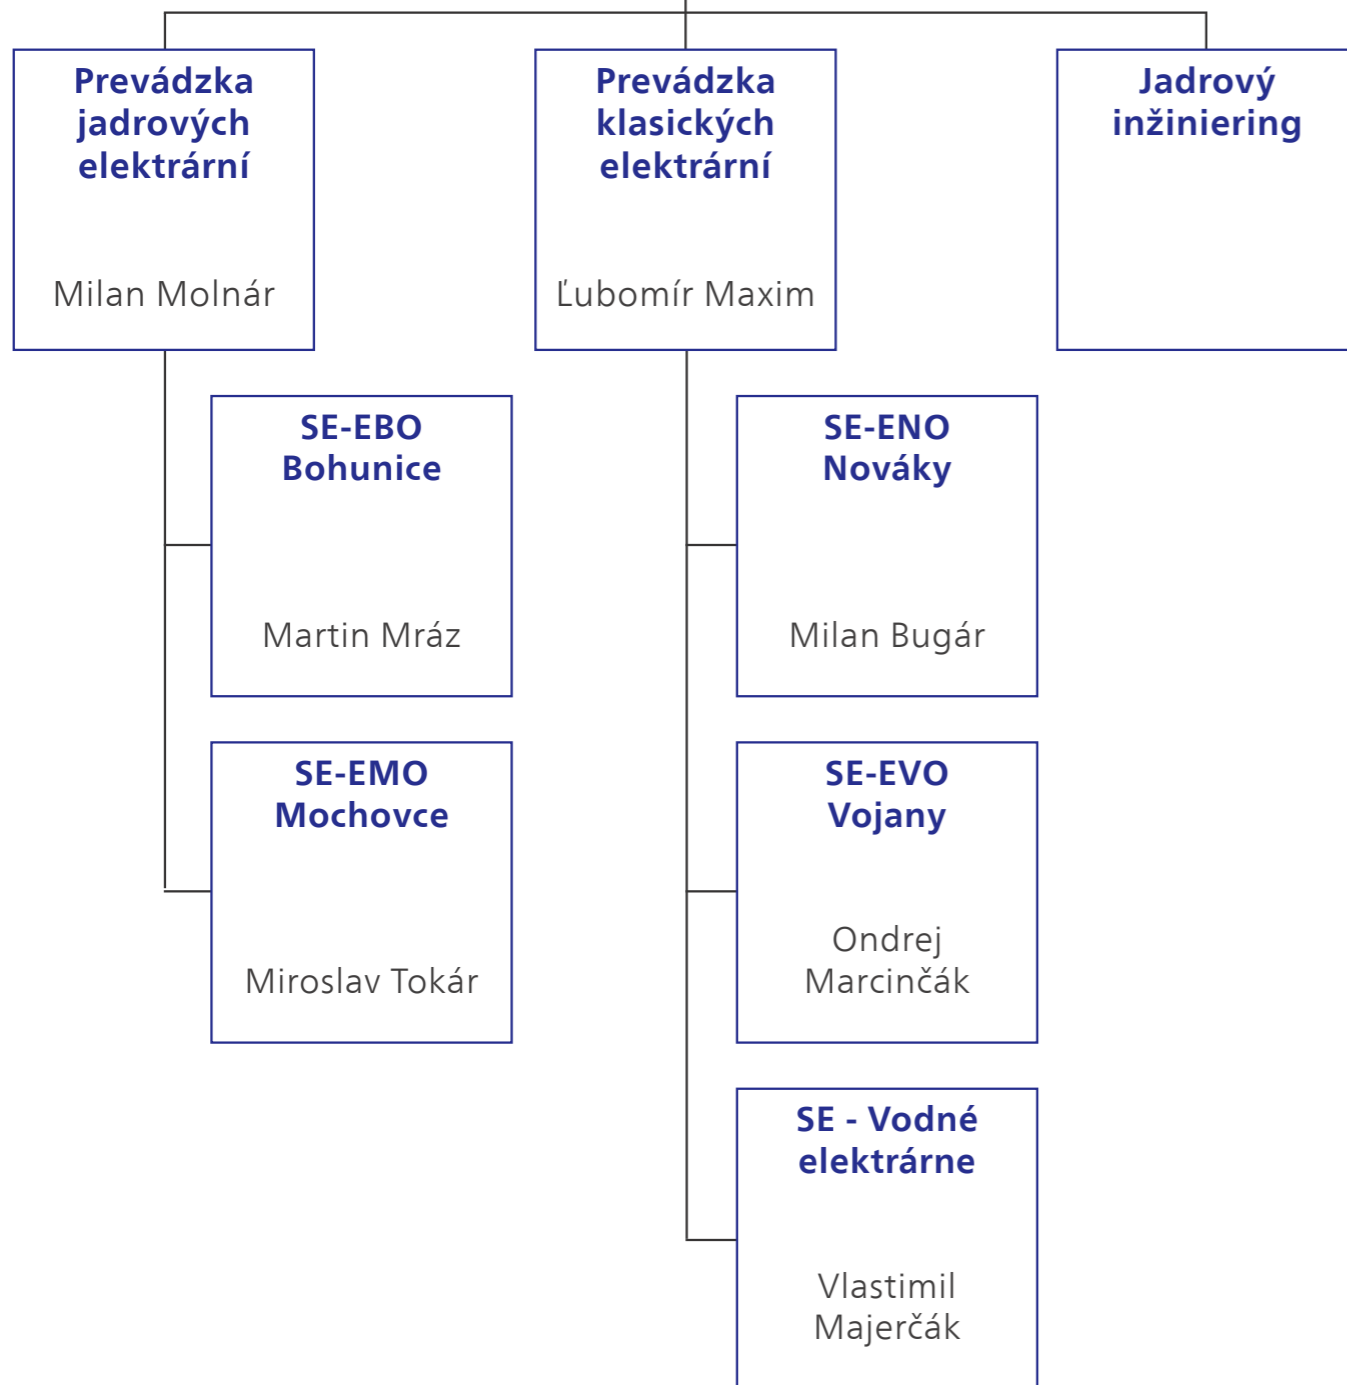 Prevádzka
jadrových
elektrární
Milan Molnár
Prevádzka
klasických
elektrární
Ľubomír Maxim
Jadrový
inžiniering
SE-EBO
Bohunice
Martin Mráz
SE-EMO
Mochovce
Miroslav Tokár
SE-ENO
Nováky
Milan Bugár
SE-EVO
Vojany
Ondrej
Marcinčák
SE - Vodné
elektrárne
Vlastimil
Majerčák